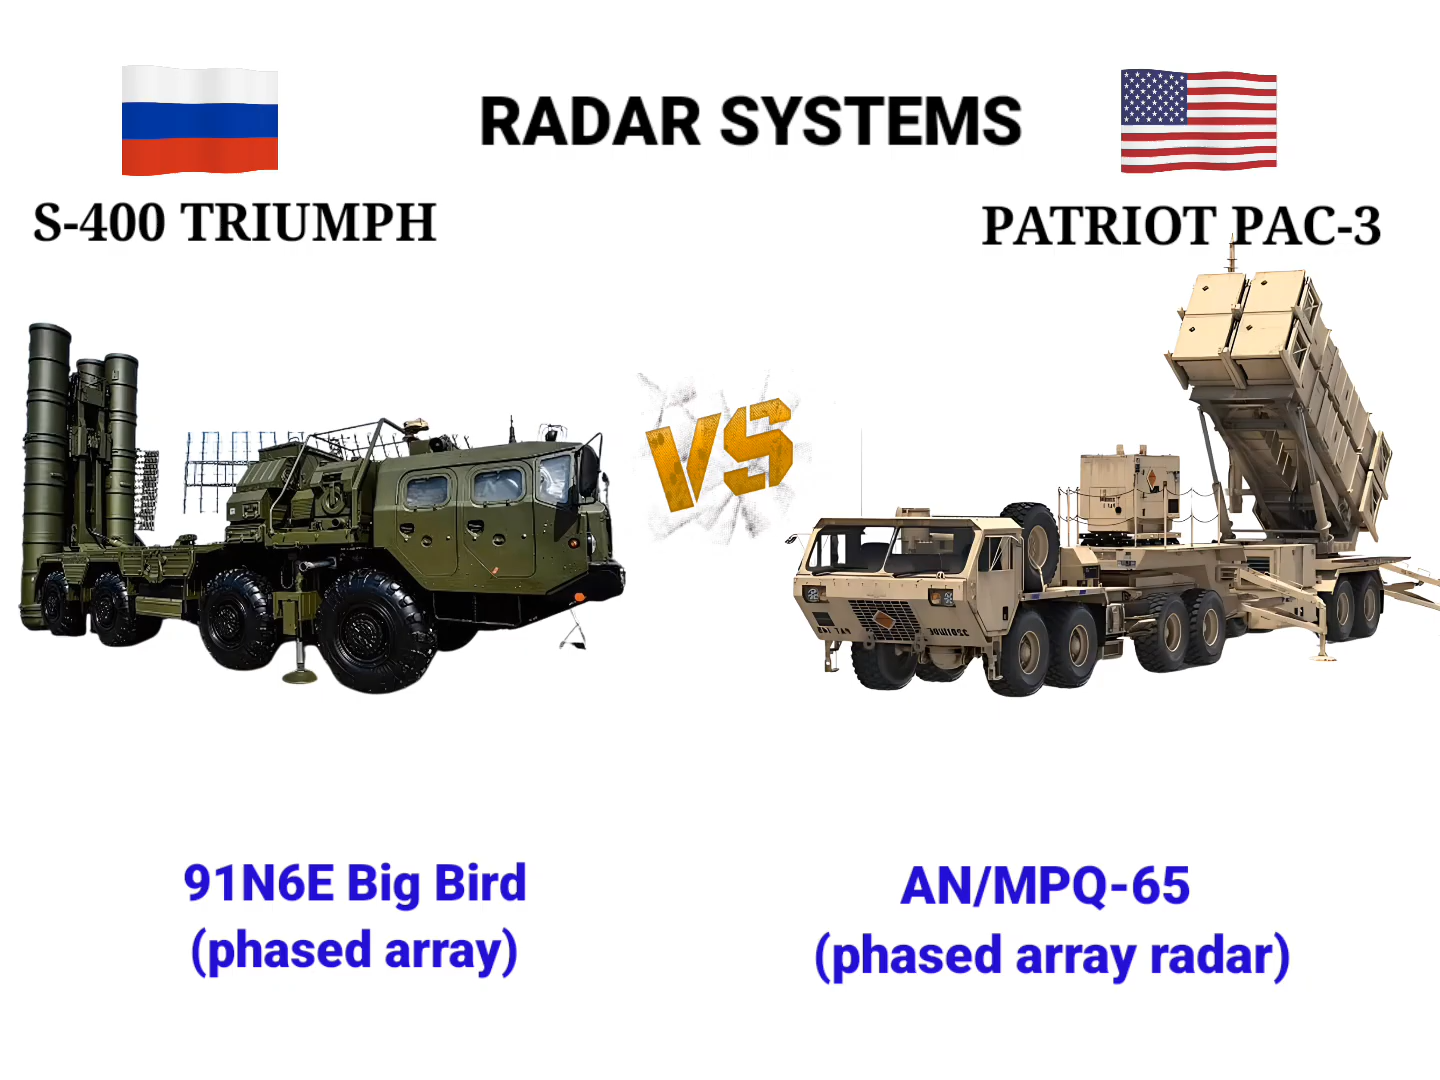 RADAR SYSTEMS
S-400 TRIUMPH
PATRIOT PAC-3
VS
91N6E Big Bird
(phased array)
AN/MPQ-65
(phased array radar)